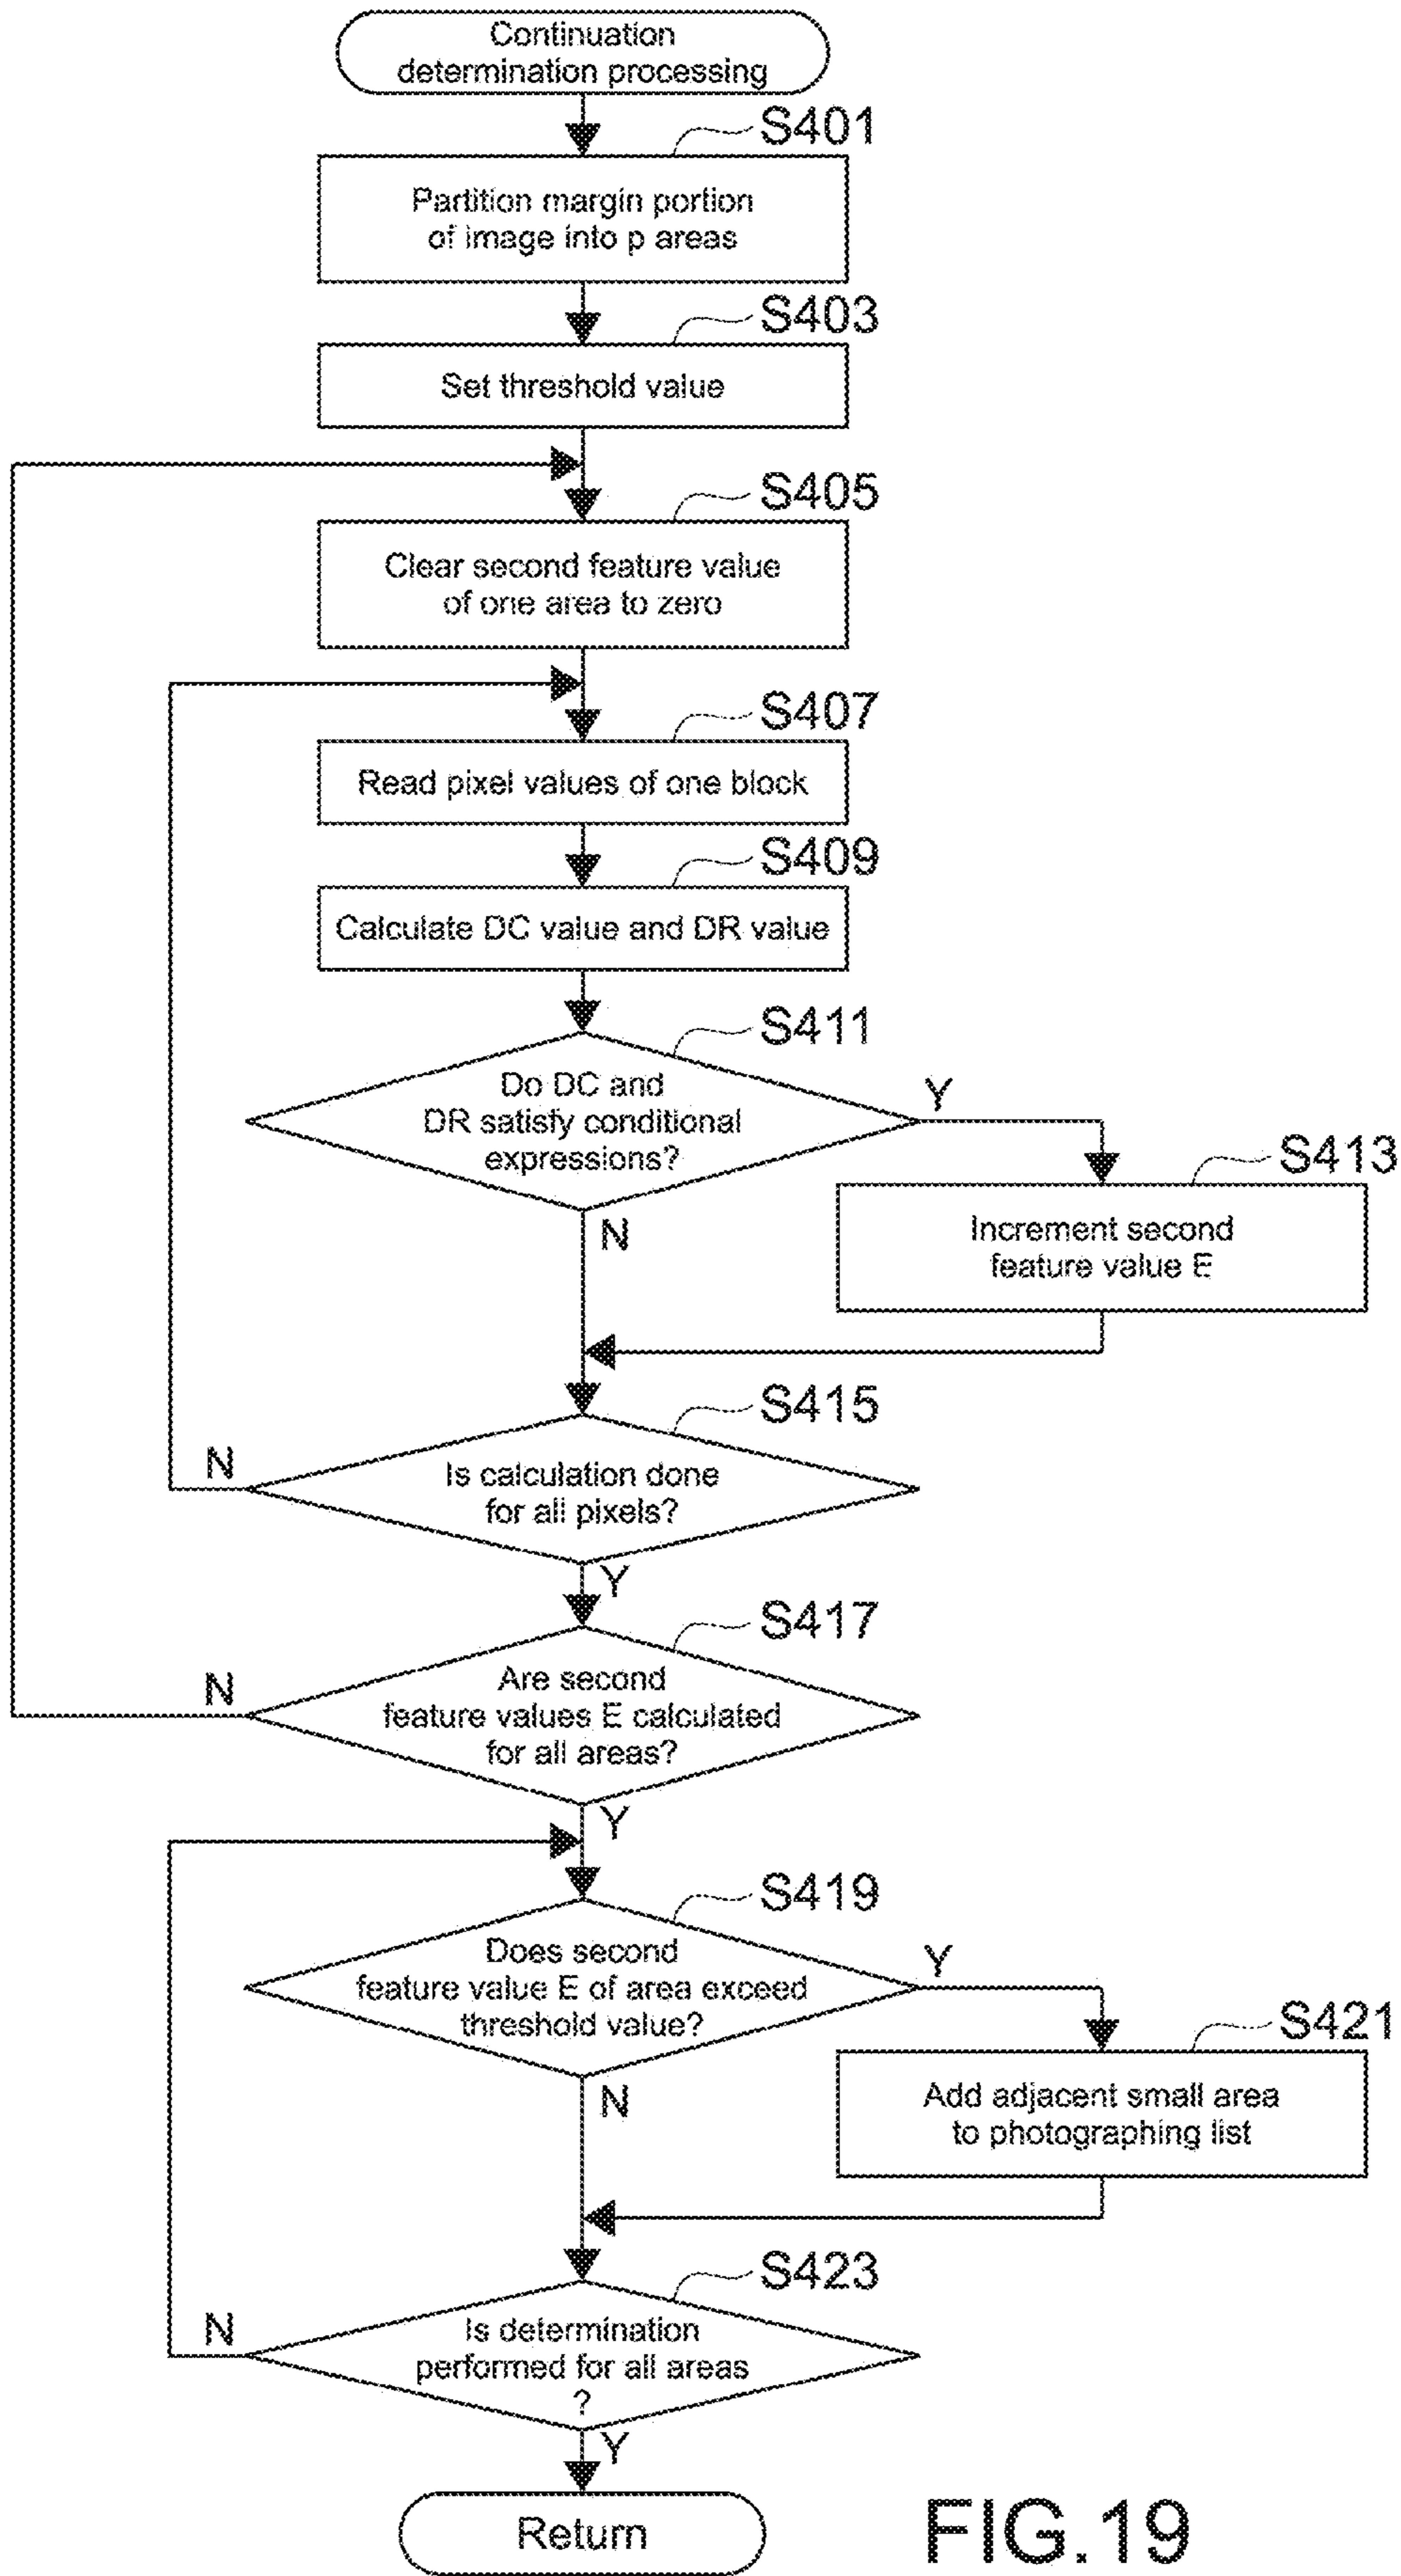 Continuation
determination processing
S401
Partition margin portion
of image into p areas
S403
Set threshold value
S405
Clear second feature value
of one area to zero
S407
Read pixel values of one block
S409
Calculate DC value and DR value
S411
Do DC and
DR satisfy conditional
expressions?
Y
N
S413
Increment second
feature value E
S415
Is calculation done
for all pixels?
N
Y
S417
Are second
feature values E calculated
for all areas?
N
Y
S419
Does second
feature value E of area exceed
threshold value?
Y
N
S421
Add adjacent small area
to photographing list
S423
Is determination
performed for all areas
?
N
Y
Return
FIG.19